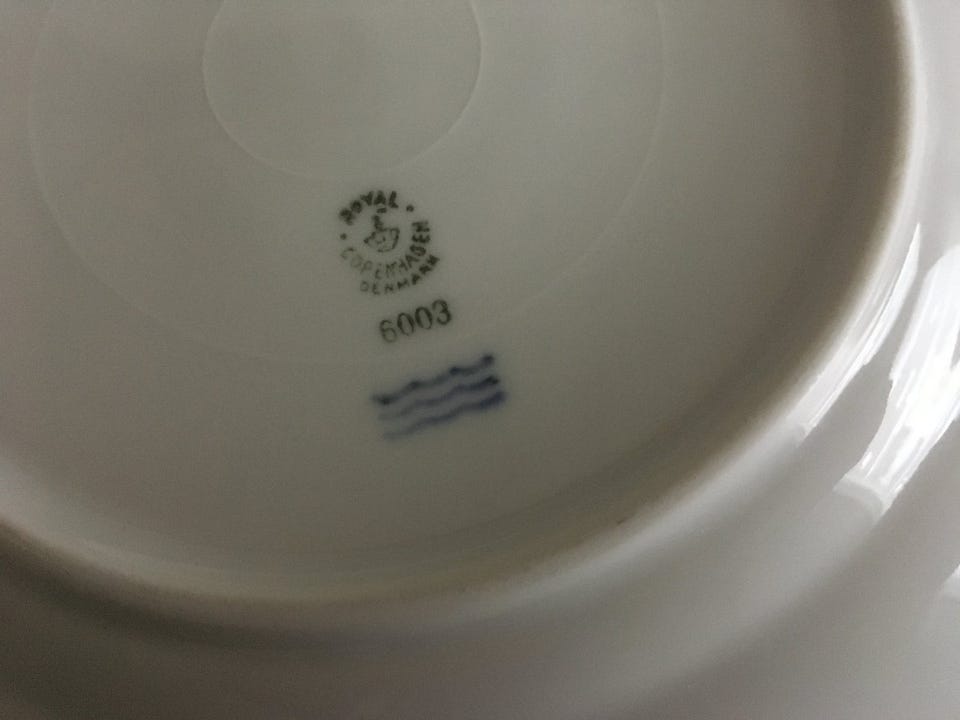 ROYAL
COPENHAGEN
DENMARK
6003